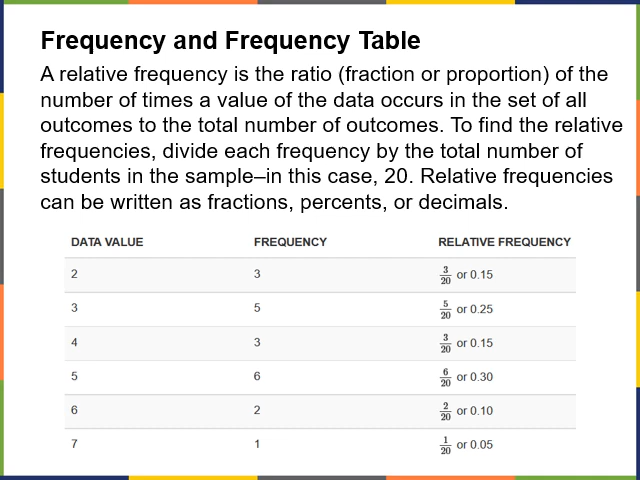 Frequency and Frequency Table
A relative frequency is the ratio (fraction or proportion) of the
number of times a value of the data occurs in the set of all
outcomes to the total number of outcomes. To find the relative
frequencies, divide each frequency by the total number of
students in the sample–in this case, 20. Relative frequencies
can be written as fractions, percents, or decimals.
DATA VALUE FREQUENCY RELATIVE FREQUENCY
2 3 3/20 or 0.15
3 5 5/20 or 0.25
4 3 3/20 or 0.15
5 6 6/20 or 0.30
6 2 2/20 or 0.10
7 1 1/20 or 0.05